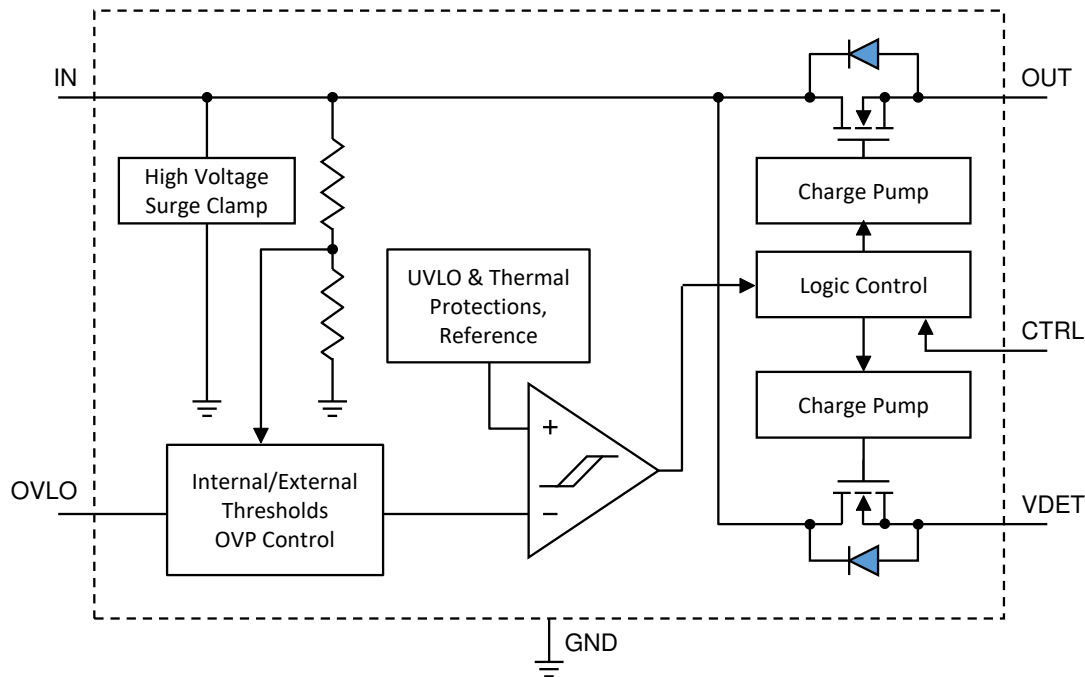 IN
OUT
High Voltage
Surge Clamp
Charge Pump
UVLO & Thermal
Protections,
Reference
Logic Control
CTRL
Charge Pump
+
−
OVLO
Internal/External
Thresholds
OVP Control
VDET
GND